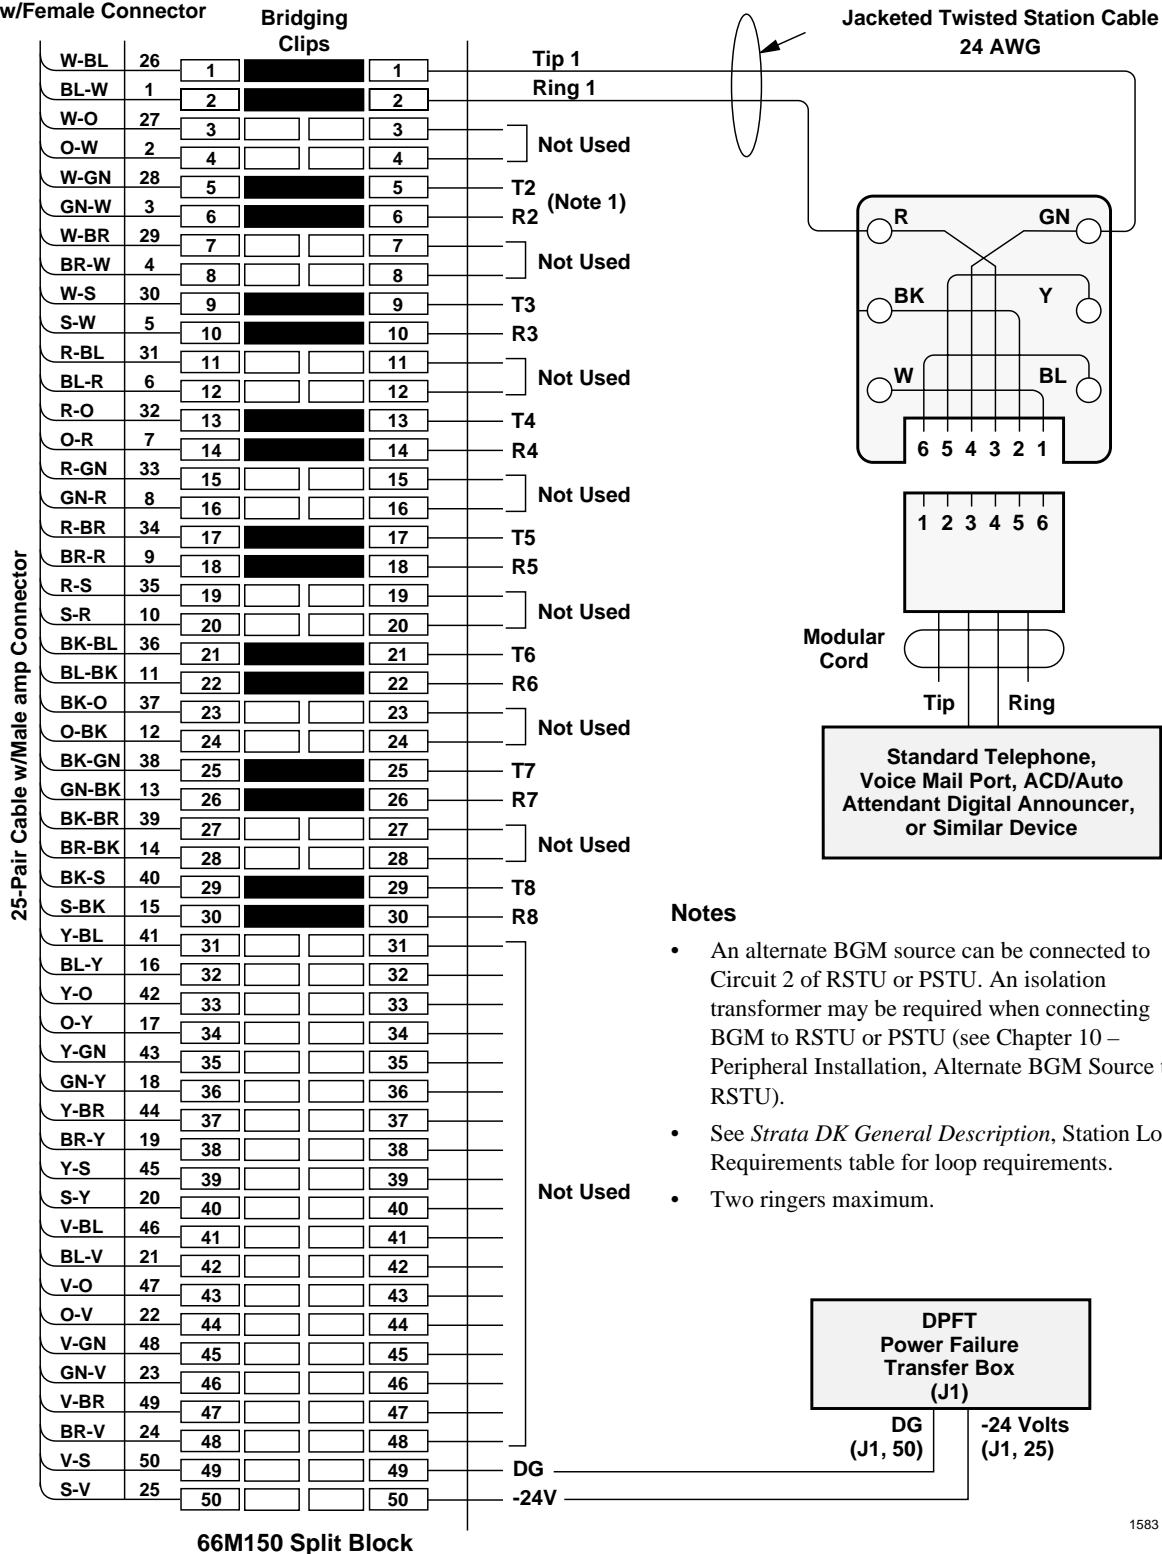 w/Female Connector
Bridging
Clips
Jacketed Twisted Station Cable
24 AWG
25-Pair Cable w/Male amp Connector
W-BL 26 1 1 Tip 1
BL-W 1 2 2 Ring 1
W-O 27 3 3
O-W 2 4 4
Not Used
W-GN 28 5 5 T2
GN-W 3 6 6 R2
(Note 1)
W-BR 29 7 7
BR-W 4 8 8
Not Used
W-S 30 9 9 T3
S-W 5 10 10 R3
R-BL 31 11 11
BL-R 6 12 12
Not Used
R-O 32 13 13 T4
O-R 7 14 14 R4
R-GN 33 15 15
GN-R 8 16 16
Not Used
R-BR 34 17 17 T5
BR-R 9 18 18 R5
R-S 35 19 19
S-R 10 20 20
Not Used
BK-BL 36 21 21 T6
BL-BK 11 22 22 R6
BK-O 37 23 23
O-BK 12 24 24
Not Used
BK-GN 38 25 25 T7
GN-BK 13 26 26 R7
BK-BR 39 27 27
BR-BK 14 28 28
Not Used
BK-S 40 29 29 T8
S-BK 15 30 30 R8
Y-BL 41 31 31
BL-Y 16 32 32
Y-O 42 33 33
O-Y 17 34 34
Y-GN 43 35 35
GN-Y 18 36 36
Y-BR 44 37 37
BR-Y 19 38 38
Y-S 45 39 39
S-Y 20 40 40
Not Used
V-BL 46 41 41
BL-V 21 42 42
V-O 47 43 43
O-V 22 44 44
V-GN 48 45 45
GN-V 23 46 46
V-BR 49 47 47
BR-V 24 48 48
V-S 50 49 49 DG
S-V 25 50 50 -24V
66M150 Split Block
R GN
BK Y
W BL
6 5 4 3 2 1
1 2 3 4 5 6
Modular
Cord
Tip Ring
Standard Telephone,
Voice Mail Port, ACD/Auto
Attendant Digital Announcer,
or Similar Device
Notes
• An alternate BGM source can be connected to
Circuit 2 of RSTU or PSTU. An isolation
transformer may be required when connecting
BGM to RSTU or PSTU (see Chapter 10 –
Peripheral Installation, Alternate BGM Source
RSTU).
• See Strata DK General Description, Station
Requirements table for loop requirements.
• Two ringers maximum.
DPFT
Power Failure
Transfer Box
(J1)
DG
(J1, 50)
-24 Volts
(J1, 25)
1583